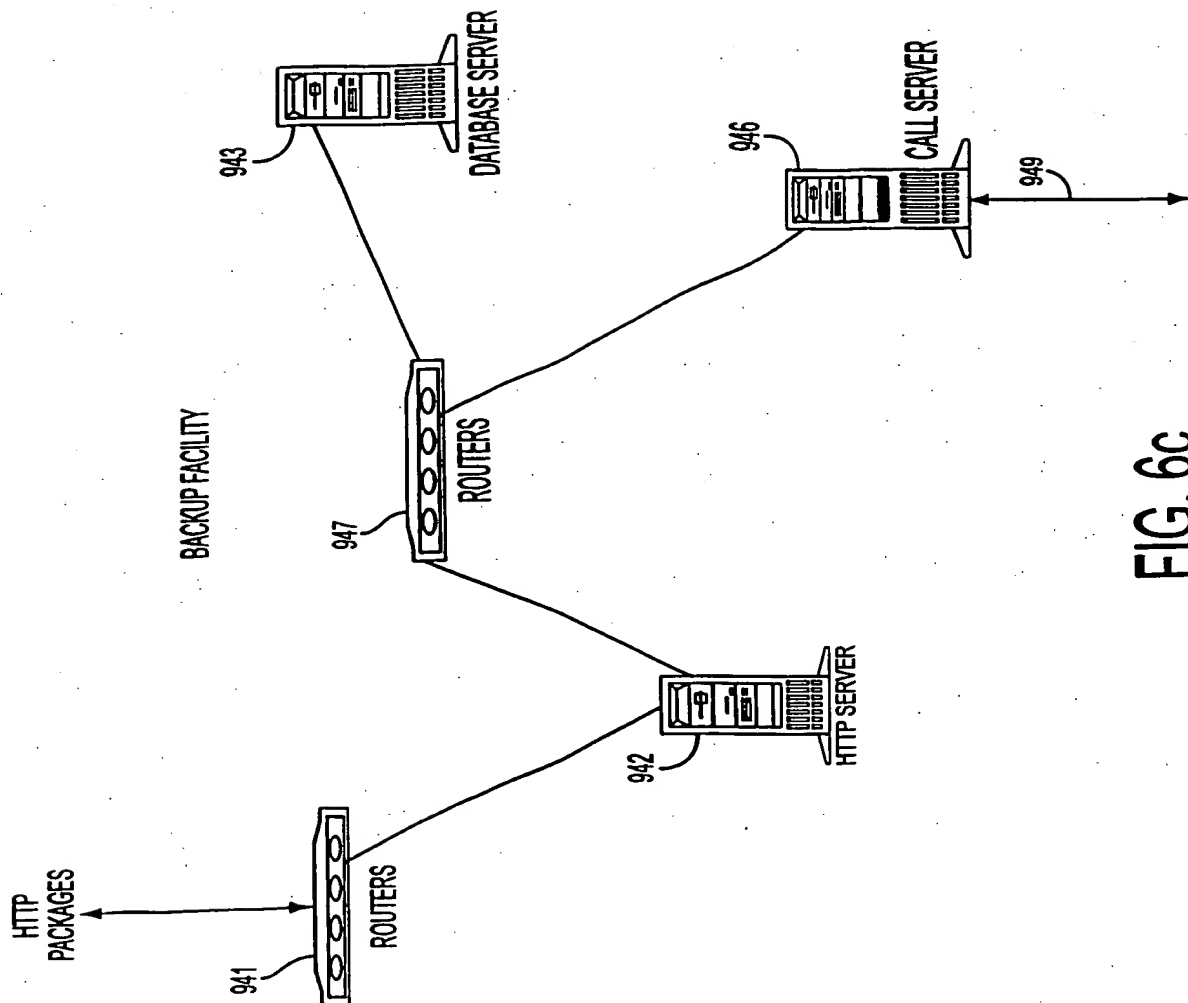 HTTP
PACKAGES
941
ROUTERS
942
HTTP SERVER
BACKUP FACILITY
947
ROUTERS
943
DATABASE SERVER
946
CALL SERVER
949
FIG. 6c